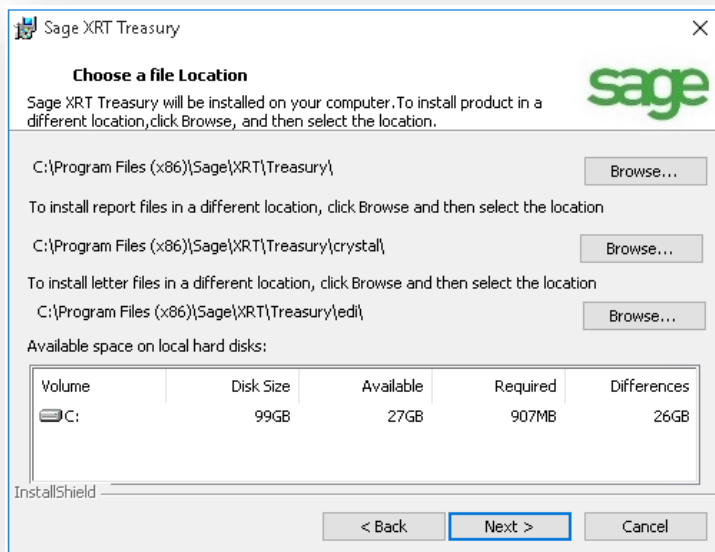 Sage XRT Treasury
Choose a file Location
sage
Sage XRT Treasury will be installed on your computer.To install product in a
different location,click Browse, and then select the location.
C:\Program Files (x86)\Sage\XRT\Treasury\ Browse...
To install report files in a different location, click Browse and then select the location
C:\Program Files (x86)\Sage\XRT\Treasury\crystal\ Browse...
To install letter files in a different location, click Browse and then select the location
C:\Program Files (x86)\Sage\XRT\Treasury\edi\ Browse...
Available space on local hard disks:
Volume Disk Size Available Required Differences
C: 99GB 27GB 907MB 26GB
InstallShield
< Back Next > Cancel